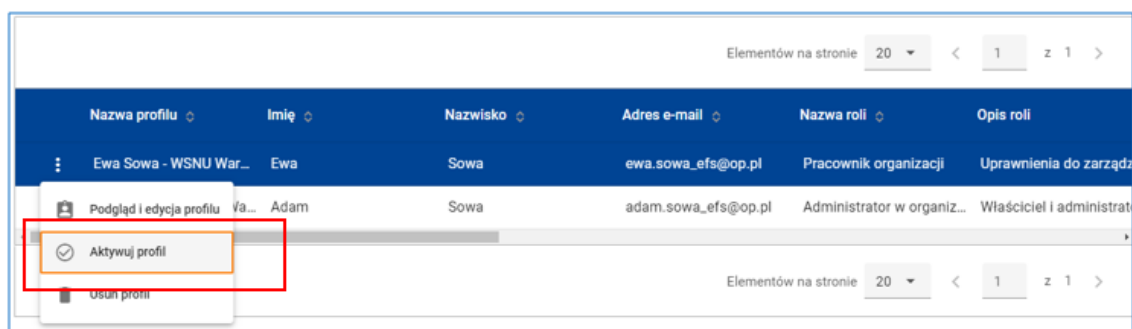 Elementów na stronie 20 < 1 z 1 >
Nazwa profilu Imię Nazwisko Adres e-mail Nazwa roli Opis roli
Ewa Sowa - WSNU War... Ewa Sowa ewa.sowa_efs@op.pl Pracownik organizacji Uprawnienia do zarządz
Podgląd i edycja profilu Wa... Adam Sowa adam.sowa_efs@op.pl Administrator w organiz... Właściciel i administrat
Aktywuj profil
Usuń profil
Elementów na stronie 20 < 1 z 1 >